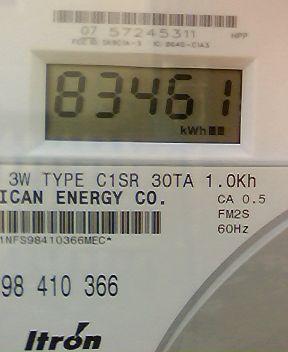 07 57245311
HPP
83461
kWh
3W TYPE C1SR 30TA 1.0Kh
ICAN ENERGY CO.
CA 0.5
FM2S
60Hz
1NFS98410366MEC*
98 410 366
Itron